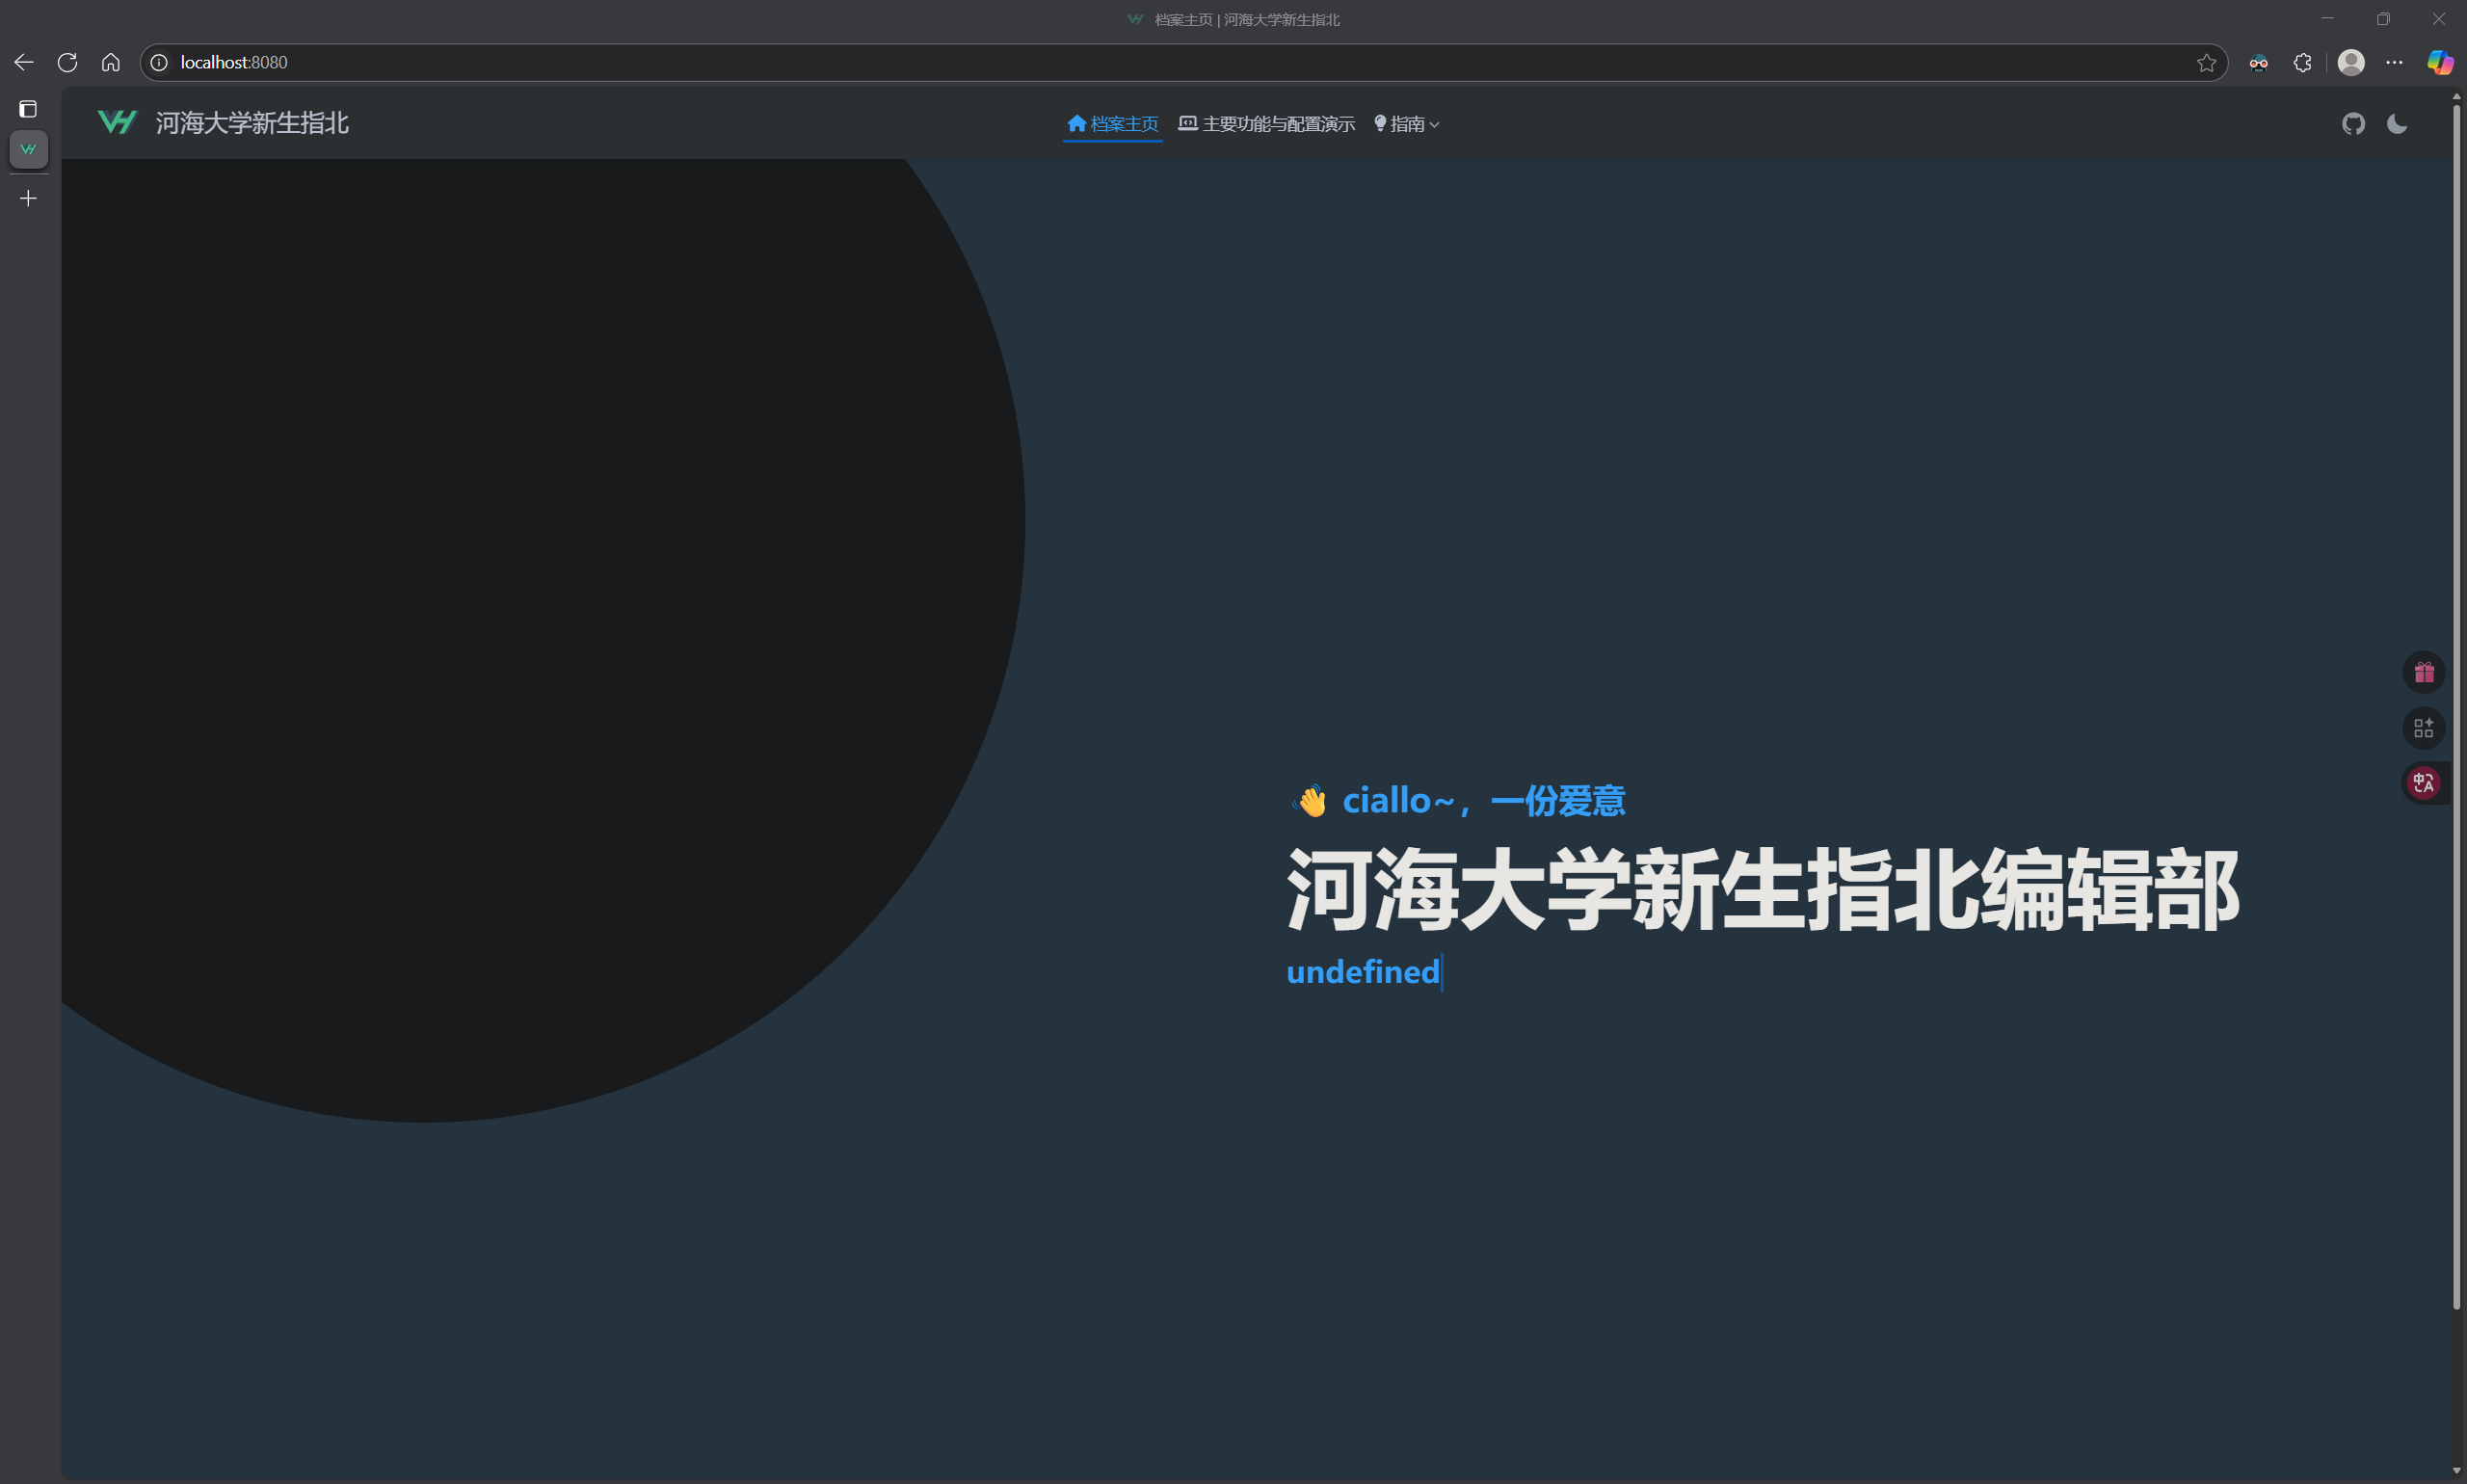 档案主页 | 河海大学新生指北
localhost:8080
河海大学新生指北
档案主页 主要功能与配置演示 指南
👋 ciallo~，一份爱意
河海大学新生指北编辑部
undefined